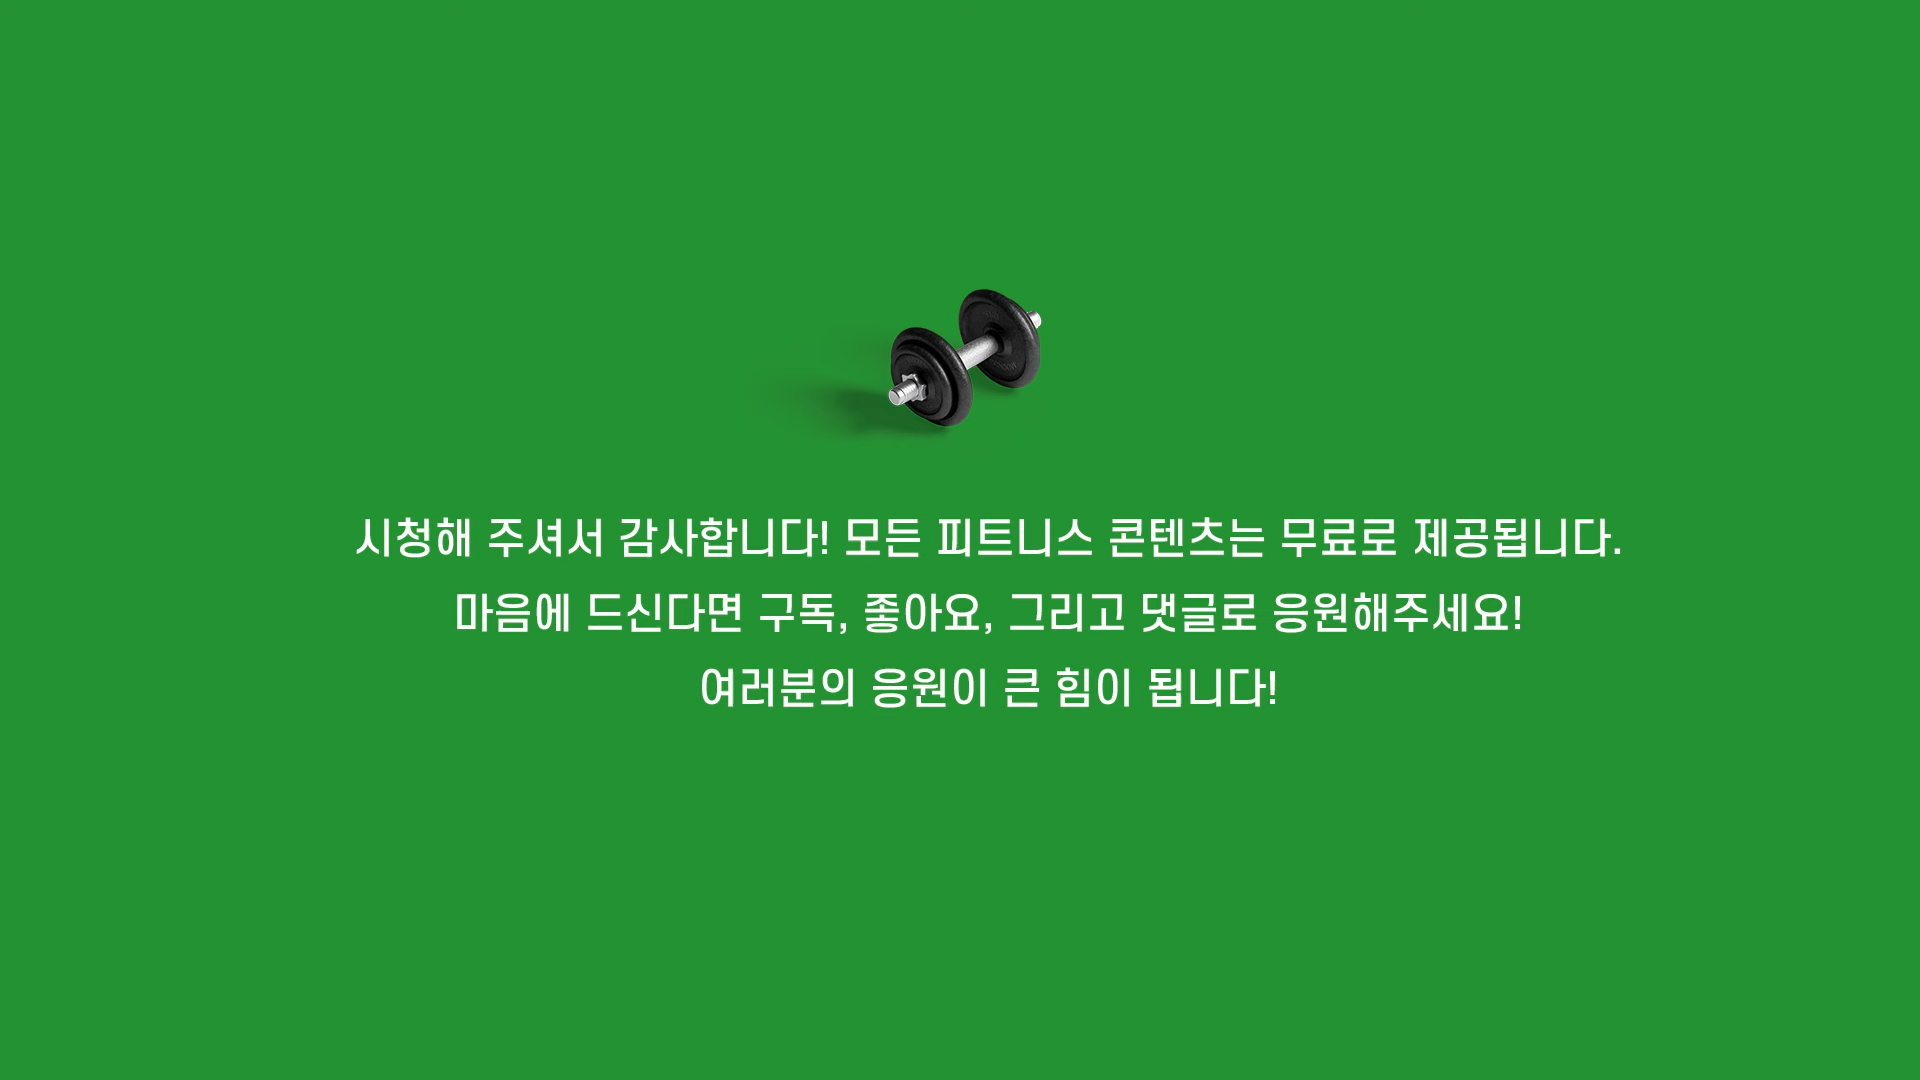 시청해 주셔서 감사합니다! 모든 피트니스 콘텐츠는 무료로 제공됩니다.
마음에 드신다면 구독, 좋아요, 그리고 댓글로 응원해주세요!
여러분의 응원이 큰 힘이 됩니다!